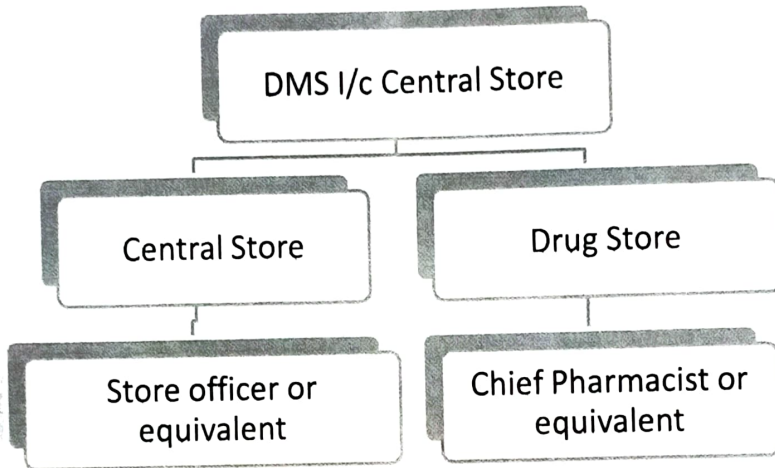 DMS I/c Central Store
Central Store
Drug Store
Store officer or
equivalent
Chief Pharmacist or
equivalent